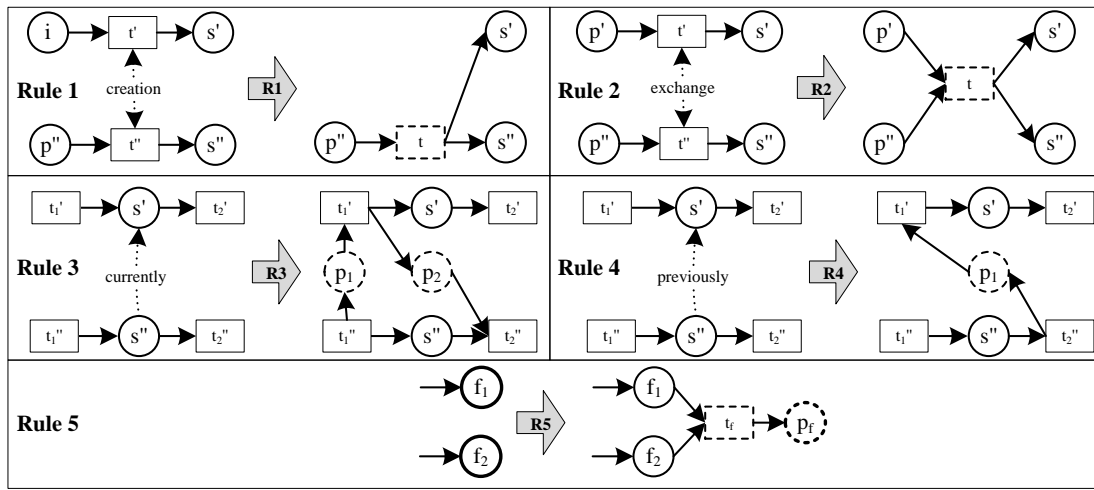 i t' s' s'
Rule 1 creation R1
p" t" s" p" t s"
p' t' s' p' s'
Rule 2 exchange R2 t
p" t" s" p" s"
t₁' s' t₂' t₁' s' t₂'
Rule 3 currently R3 p₁ p₂
t₁" s" t₂" t₁" s" t₂"
t₁' s' t₂' t₁' s' t₂'
Rule 4 previously R4 p₁
t₁" s" t₂" t₁" s" t₂"
f₁ f₁
Rule 5 R5 t_f p_f
f₂ f₂